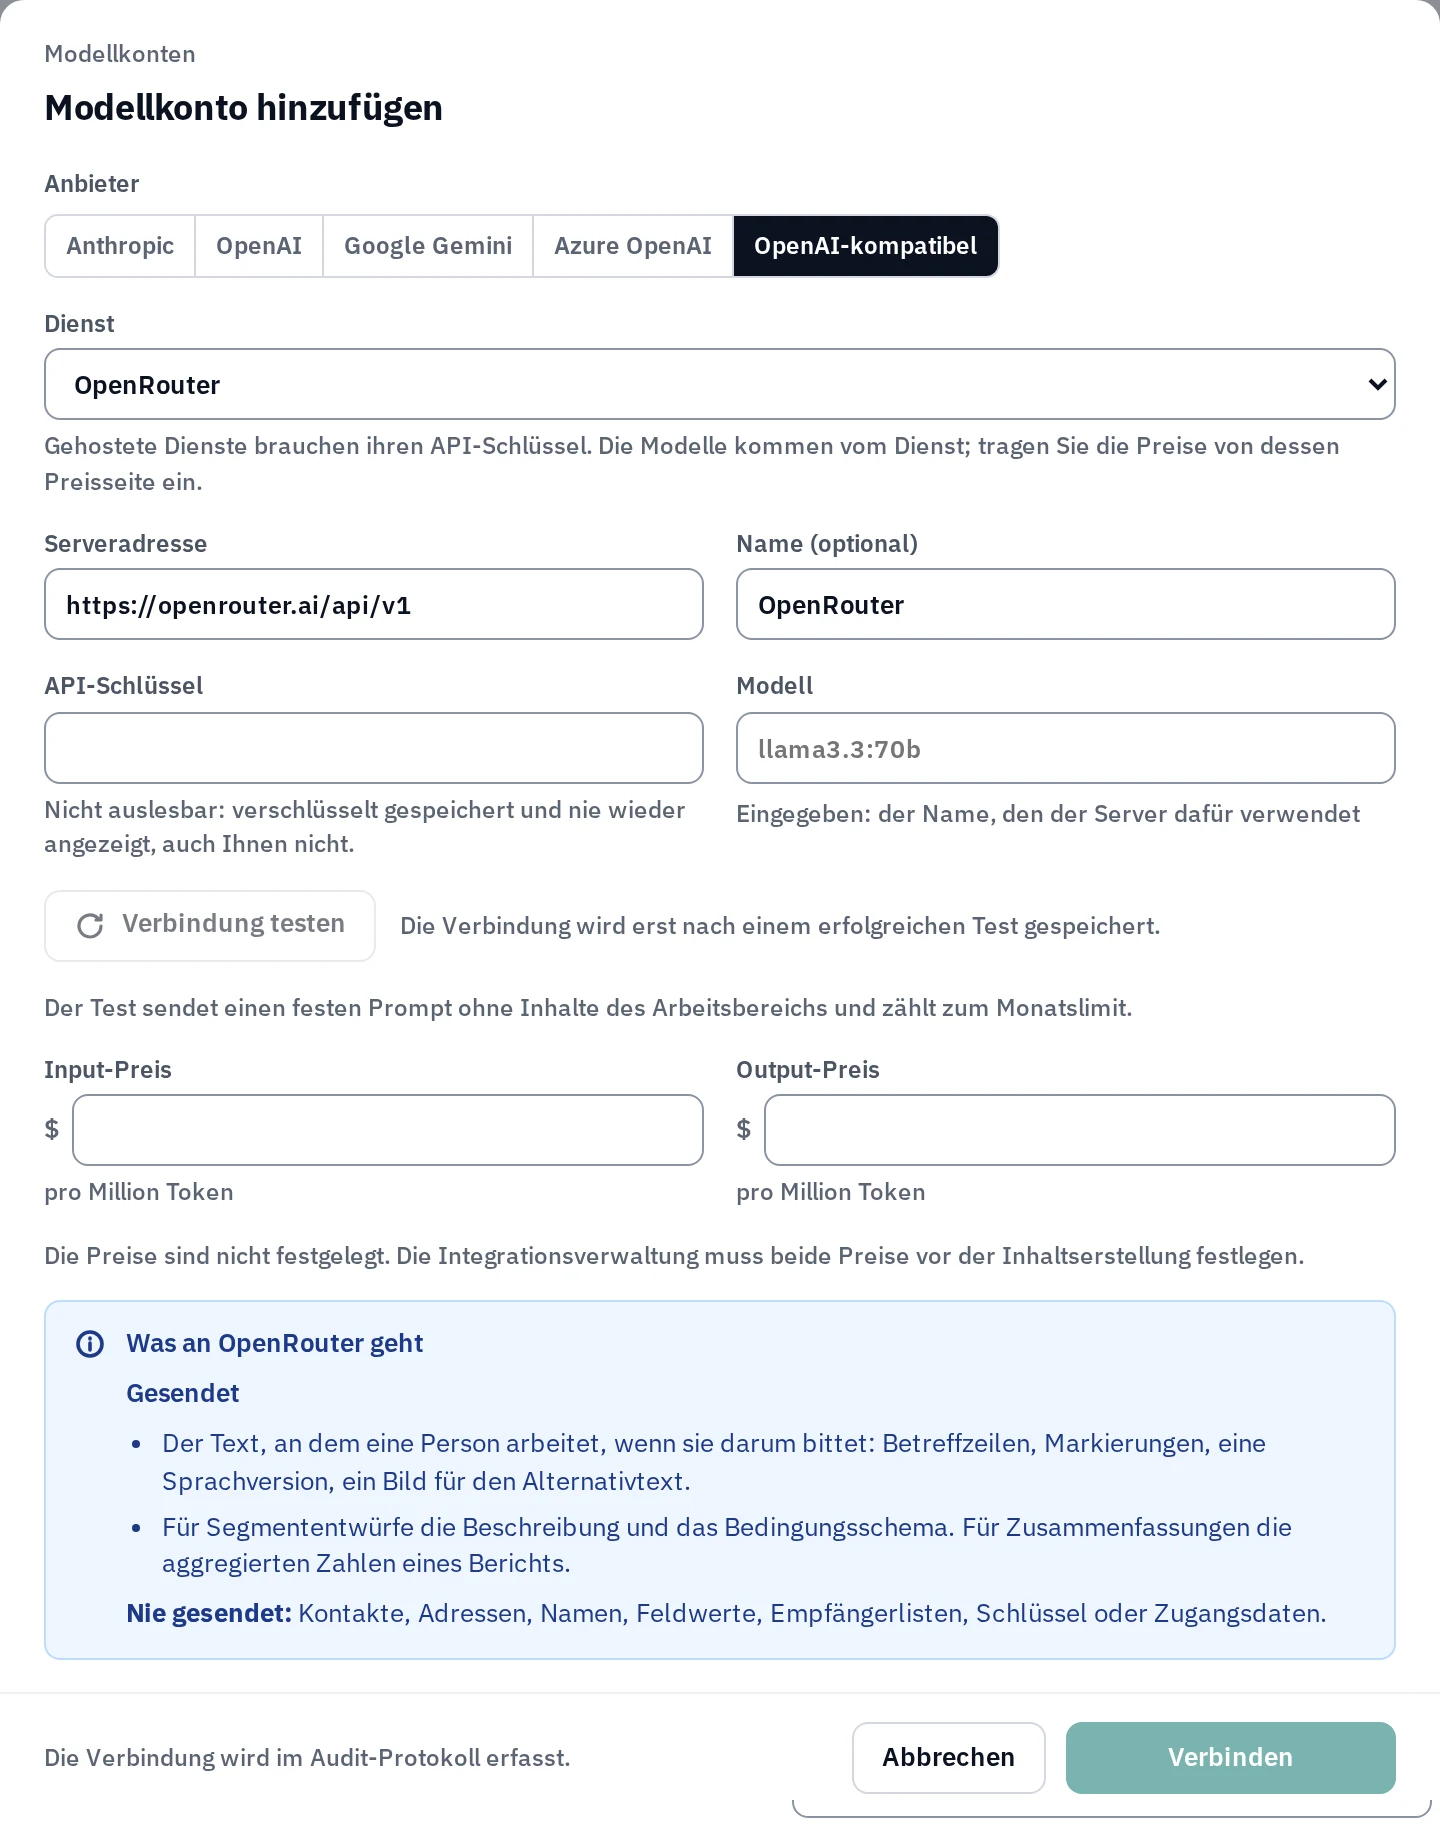 Modellkonten
Modellkonto hinzufügen
Anbieter
Anthropic OpenAI Google Gemini Azure OpenAI OpenAI-kompatibel
Dienst
OpenRouter
Gehostete Dienste brauchen ihren API-Schlüssel. Die Modelle kommen vom Dienst; tragen Sie die Preise von dessen
Preisseite ein.
Serveradresse Name (optional)
https://openrouter.ai/api/v1 OpenRouter
API-Schlüssel Modell
llama3.3:70b
Nicht auslesbar: verschlüsselt gespeichert und nie wieder
angezeigt, auch Ihnen nicht.
Eingegeben: der Name, den der Server dafür verwendet
Verbindung testen Die Verbindung wird erst nach einem erfolgreichen Test gespeichert.
Der Test sendet einen festen Prompt ohne Inhalte des Arbeitsbereichs und zählt zum Monatslimit.
Input-Preis Output-Preis
$ $
pro Million Token pro Million Token
Die Preise sind nicht festgelegt. Die Integrationsverwaltung muss beide Preise vor der Inhaltserstellung festlegen.
Was an OpenRouter geht
Gesendet
• Der Text, an dem eine Person arbeitet, wenn sie darum bittet: Betreffzeilen, Markierungen, eine
Sprachversion, ein Bild für den Alternativtext.
• Für Segmententwürfe die Beschreibung und das Bedingungsschema. Für Zusammenfassungen die
aggregierten Zahlen eines Berichts.
Nie gesendet: Kontakte, Adressen, Namen, Feldwerte, Empfängerlisten, Schlüssel oder Zugangsdaten.
Die Verbindung wird im Audit-Protokoll erfasst. Abbrechen Verbinden